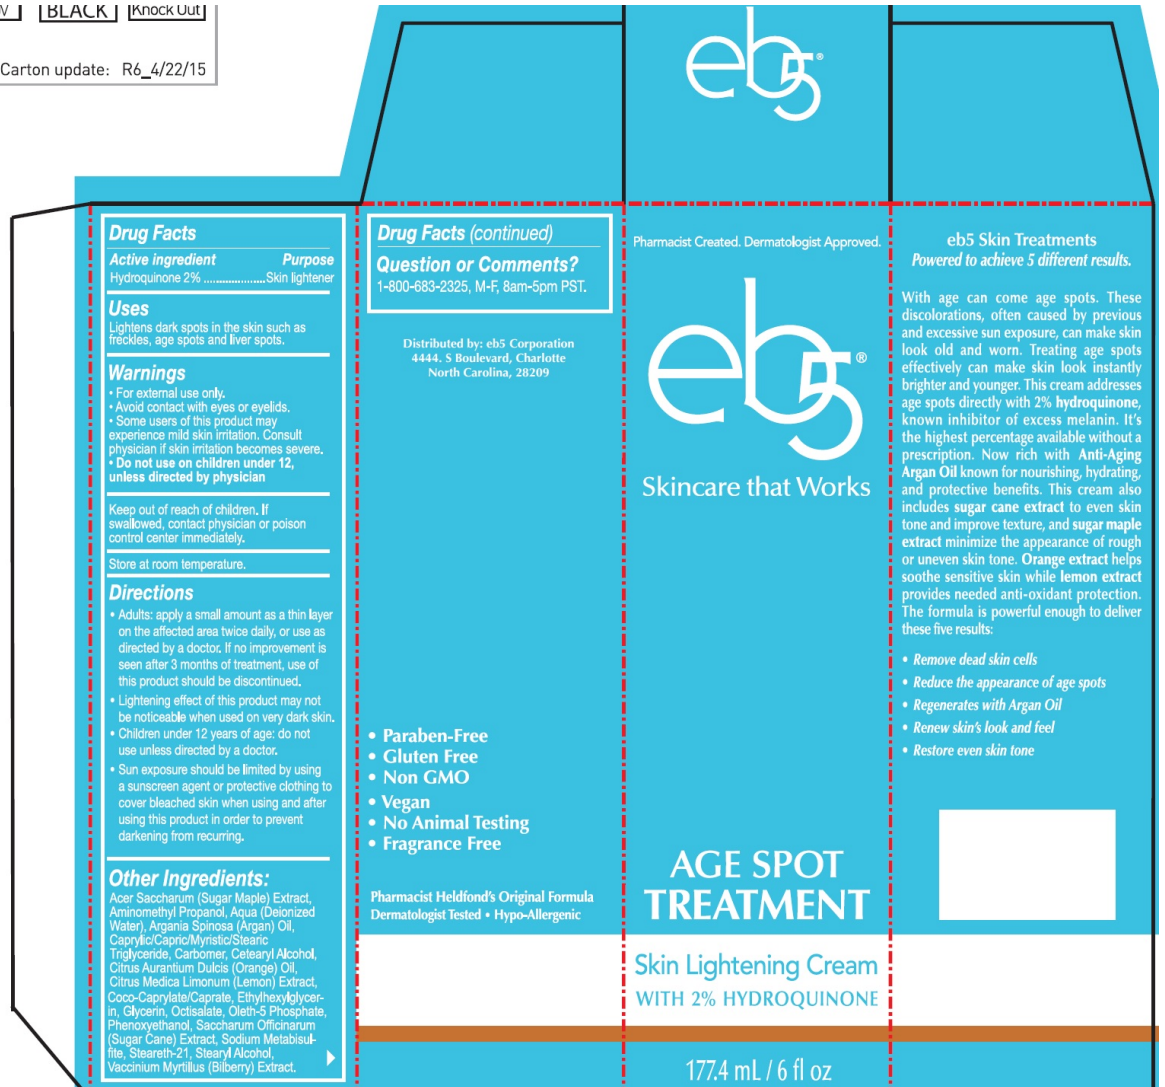 BLACK
Knock Out
Carton update: R6_4/22/15
eb5®
Drug Facts
Active ingredient Purpose
Hydroquinone 2% ...................Skin lightener
Uses
Lightens dark spots in the skin such as
freckles, age spots and liver spots.
Warnings
• For external use only.
• Avoid contact with eyes or eyelids.
• Some users of this product may
experience mild skin irritation. Consult
physician if skin irritation becomes severe.
• Do not use on children under 12,
unless directed by physician
Keep out of reach of children. If
swallowed, contact physician or poison
control center immediately.
Store at room temperature.
Directions
• Adults: apply a small amount as a thin layer
on the affected area twice daily, or use as
directed by a doctor. If no improvement is
seen after 3 months of treatment, use of
this product should be discontinued.
• Lightening effect of this product may not
be noticeable when used on very dark skin.
• Children under 12 years of age: do not
use unless directed by a doctor.
• Sun exposure should be limited by using
a sunscreen agent or protective clothing to
cover bleached skin when using and after
using this product in order to prevent
darkening from recurring.
Other Ingredients:
Acer Saccharum (Sugar Maple) Extract,
Aminomethyl Propanol, Aqua (Deionized
Water), Argania Spinosa (Argan) Oil,
Caprylic/Capric/Myristic/Stearic
Triglyceride, Carbomer, Cetearyl Alcohol,
Citrus Aurantium Dulcis (Orange) Oil,
Citrus Medica Limonum (Lemon) Extract,
Coco-Caprylate/Caprate, Ethylhexylglycer-
in, Glycerin, Octisalate, Oleth-5 Phosphate,
Phenoxyethanol, Saccharum Officinarum
(Sugar Cane) Extract, Sodium Metabisul-
fite, Steareth-21, Stearyl Alcohol,
Vaccinium Myrtillus (Bilberry) Extract.
Drug Facts (continued)
Question or Comments?
1-800-683-2325, M-F, 8am-5pm PST.
Distributed by: eb5 Corporation
4444. S Boulevard, Charlotte
North Carolina, 28209
• Paraben-Free
• Gluten Free
• Non GMO
• Vegan
• No Animal Testing
• Fragrance Free
Pharmacist Heldfond's Original Formula
Dermatologist Tested • Hypo-Allergenic
Pharmacist Created. Dermatologist Approved.
eb5®
Skincare that Works
AGE SPOT
TREATMENT
Skin Lightening Cream
WITH 2% HYDROQUINONE
177.4 mL / 6 fl oz
eb5 Skin Treatments
Powered to achieve 5 different results.
With age can come age spots. These
discolorations, often caused by previous
and excessive sun exposure, can make skin
look old and worn. Treating age spots
effectively can make skin look instantly
brighter and younger. This cream addresses
age spots directly with 2% hydroquinone,
known inhibitor of excess melanin. It's
the highest percentage available without a
prescription. Now rich with Anti-Aging
Argan Oil known for nourishing, hydrating,
and protective benefits. This cream also
includes sugar cane extract to even skin
tone and improve texture, and sugar maple
extract minimize the appearance of rough
or uneven skin tone. Orange extract helps
soothe sensitive skin while lemon extract
provides needed anti-oxidant protection.
The formula is powerful enough to deliver
these five results:
• Remove dead skin cells
• Reduce the appearance of age spots
• Regenerates with Argan Oil
• Renew skin's look and feel
• Restore even skin tone